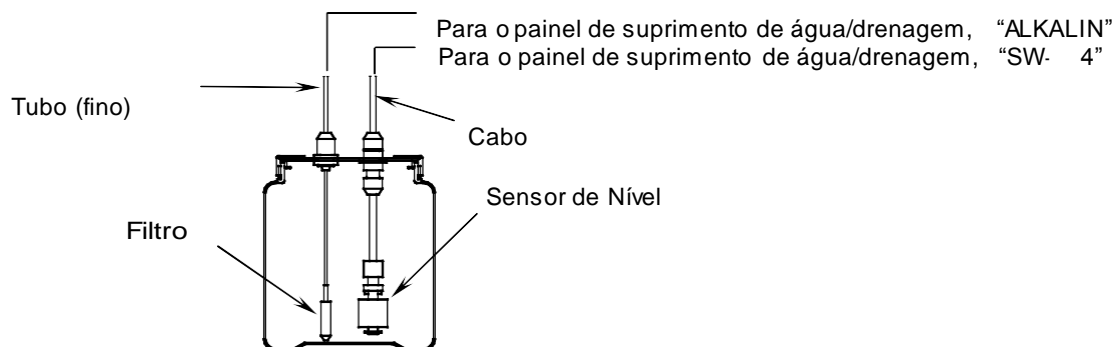 Para o painel de suprimento de água/drenagem, “ALKALIN”
Para o painel de suprimento de água/drenagem, “SW- 4”
Tubo (fino)
Cabo
Sensor de Nível
Filtro